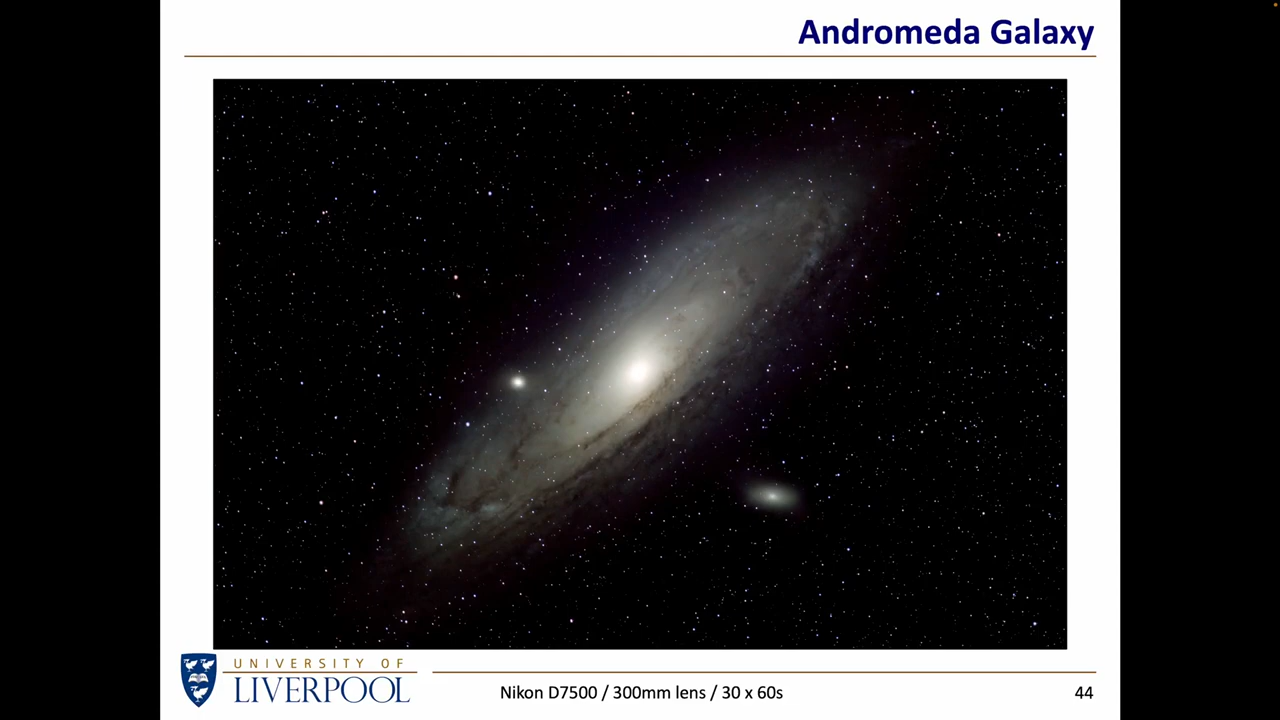 Andromeda Galaxy
UNIVERSITY OF
LIVERPOOL
Nikon D7500 / 300mm lens / 30 x 60s
44